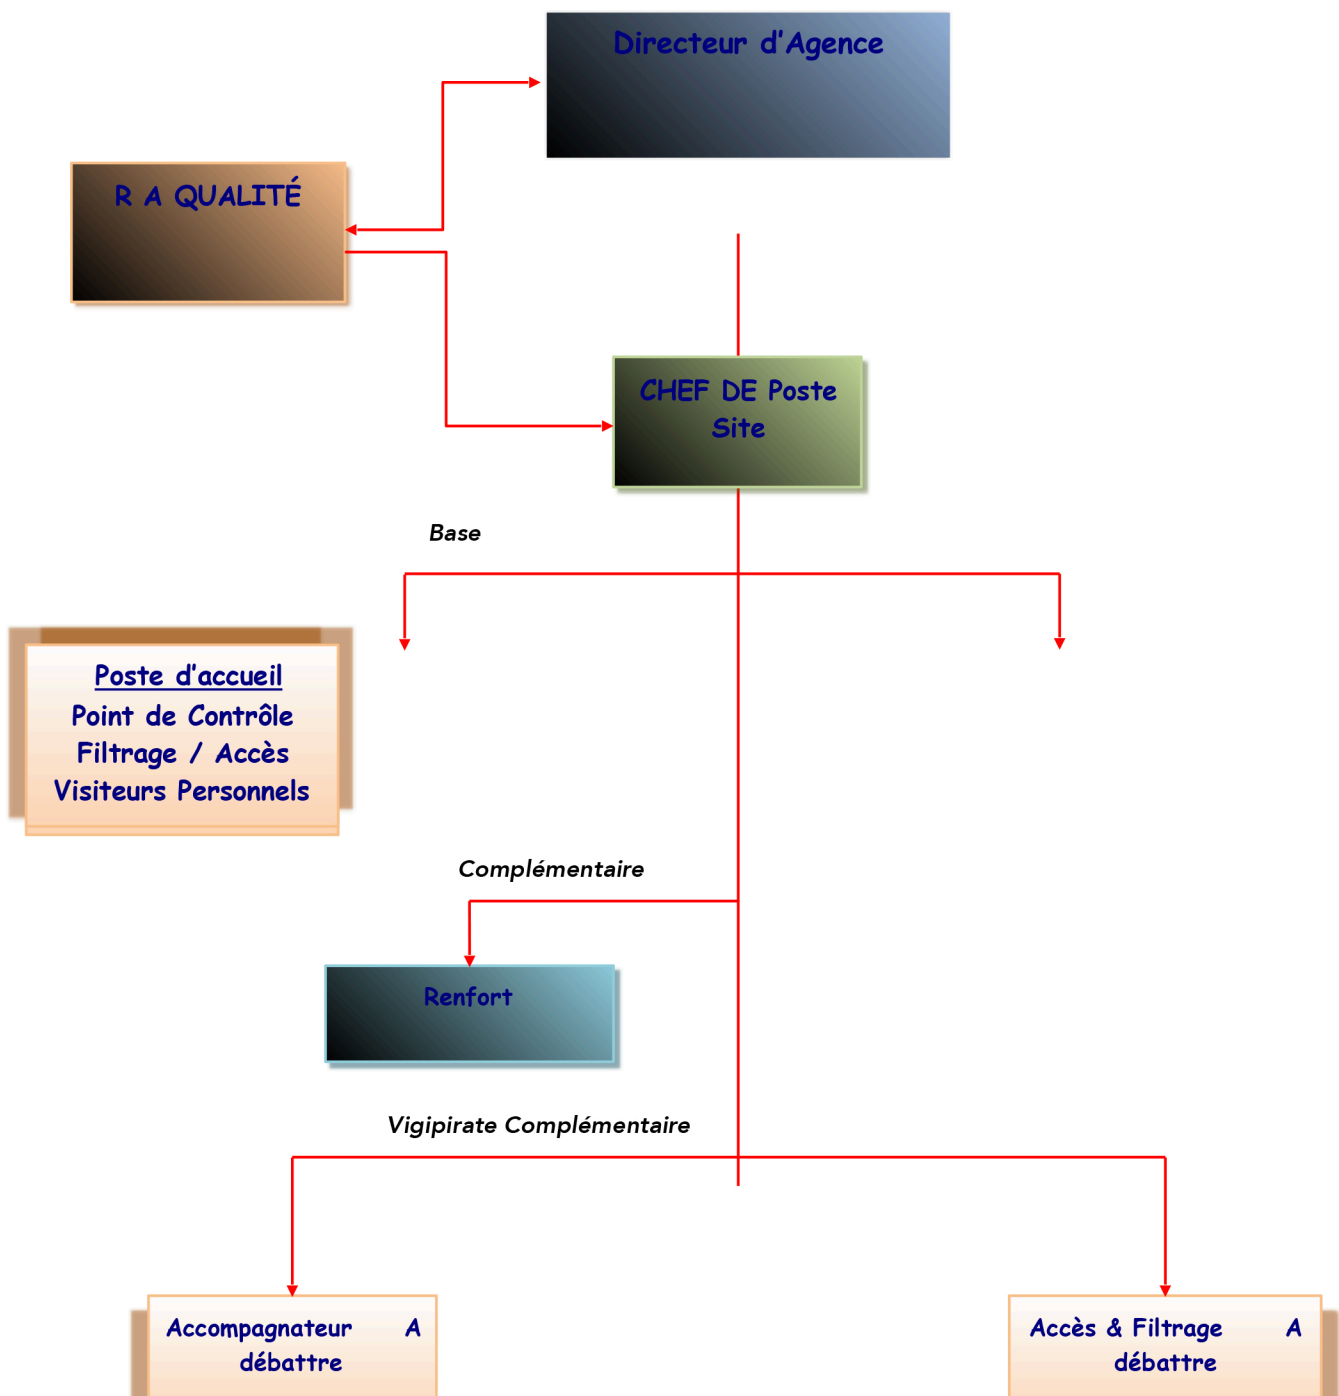 Directeur d'Agence
R A QUALITÉ
CHEF DE Poste
Site
Base
Poste d'accueil
Point de Contrôle
Filtrage / Accès
Visiteurs Personnels
Complémentaire
Renfort
Vigipirate Complémentaire
Accompagnateur A
débattre
Accès & Filtrage A
débattre